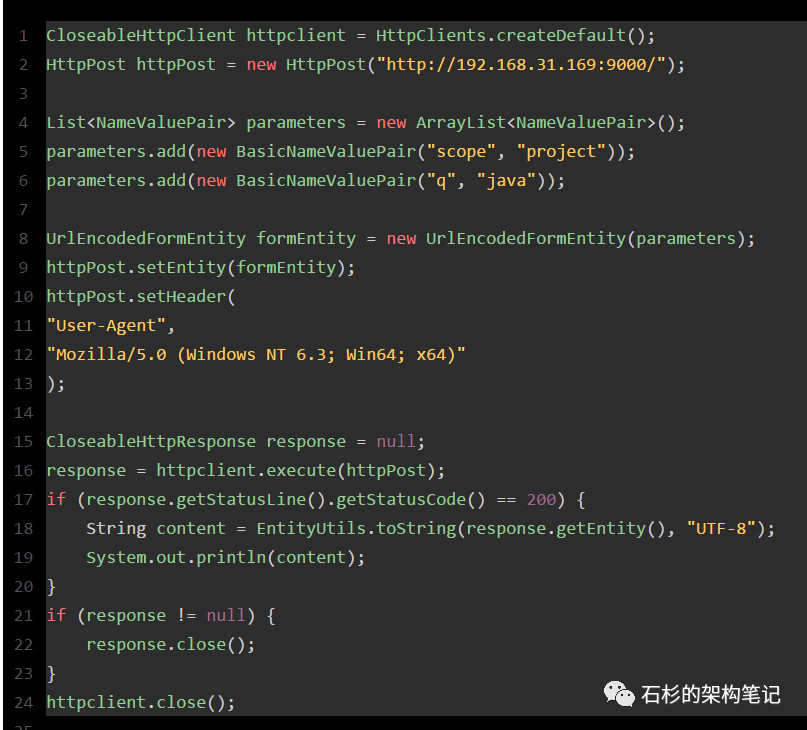 1 CloseableHttpClient httpclient = HttpClients.createDefault();
2 HttpPost httpPost = new HttpPost("http://192.168.31.169:9000/");
3
4 List<NameValuePair> parameters = new ArrayList<NameValuePair>();
5 parameters.add(new BasicNameValuePair("scope", "project"));
6 parameters.add(new BasicNameValuePair("q", "java"));
7
8 UrlEncodedFormEntity formEntity = new UrlEncodedFormEntity(parameters);
9 httpPost.setEntity(formEntity);
10 httpPost.setHeader(
11 "User-Agent",
12 "Mozilla/5.0 (Windows NT 6.3; Win64; x64)"
13 );
14
15 CloseableHttpResponse response = null;
16 response = httpclient.execute(httpPost);
17 if (response.getStatusLine().getStatusCode() == 200) {
18     String content = EntityUtils.toString(response.getEntity(), "UTF-8");
19     System.out.println(content);
20 }
21 if (response != null) {
22     response.close();
23 }
24 httpclient.close();
石杉的架构笔记
25